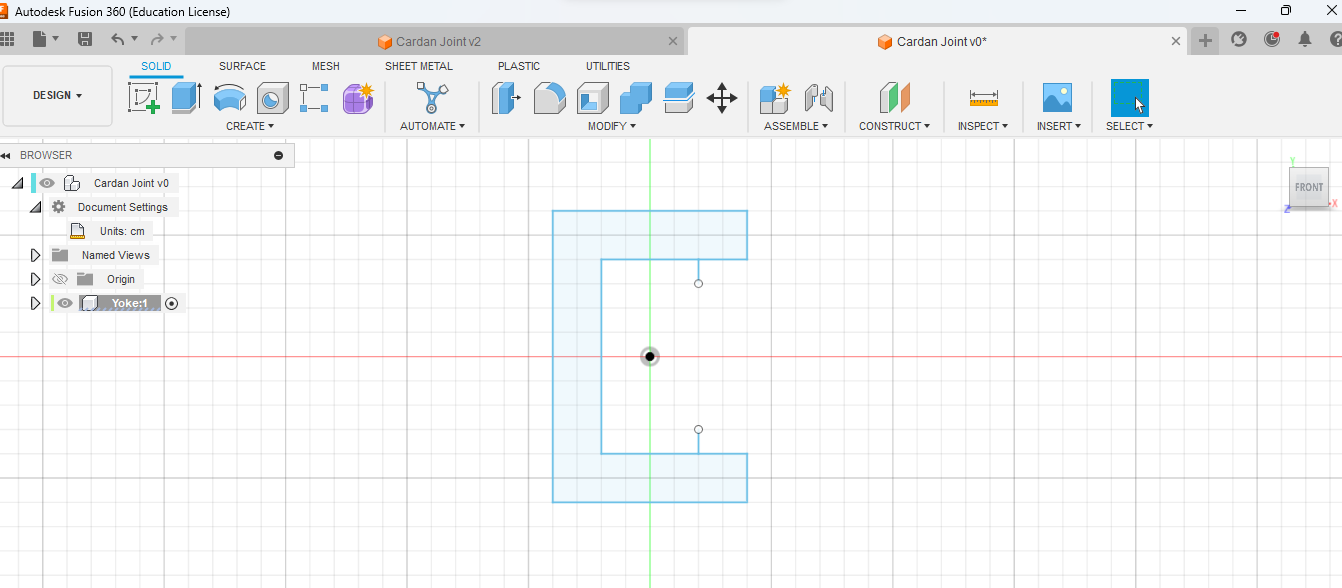 Autodesk Fusion 360 (Education License)
Cardan Joint v2
Cardan Joint v0*
SOLID SURFACE MESH SHEET METAL PLASTIC UTILITIES
DESIGN
CREATE AUTOMATE MODIFY ASSEMBLE CONSTRUCT INSPECT INSERT SELECT
BROWSER
Cardan Joint v0
Document Settings
Units: cm
Named Views
Origin
Yoke:1
Y
FRONT
Z
X